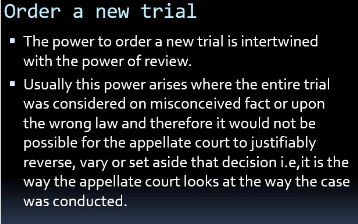 Order a new trial
The power to order a new trial is intertwined
with the power of review.
Usually this power arises where the entire trial
was considered on misconceived fact or upon
the wrong law and therefore it would not be
possible for the appellate court to justifiably
reverse, vary or set aside that decision i.e,it is the
way the appellate court looks at the way the case
was conducted.